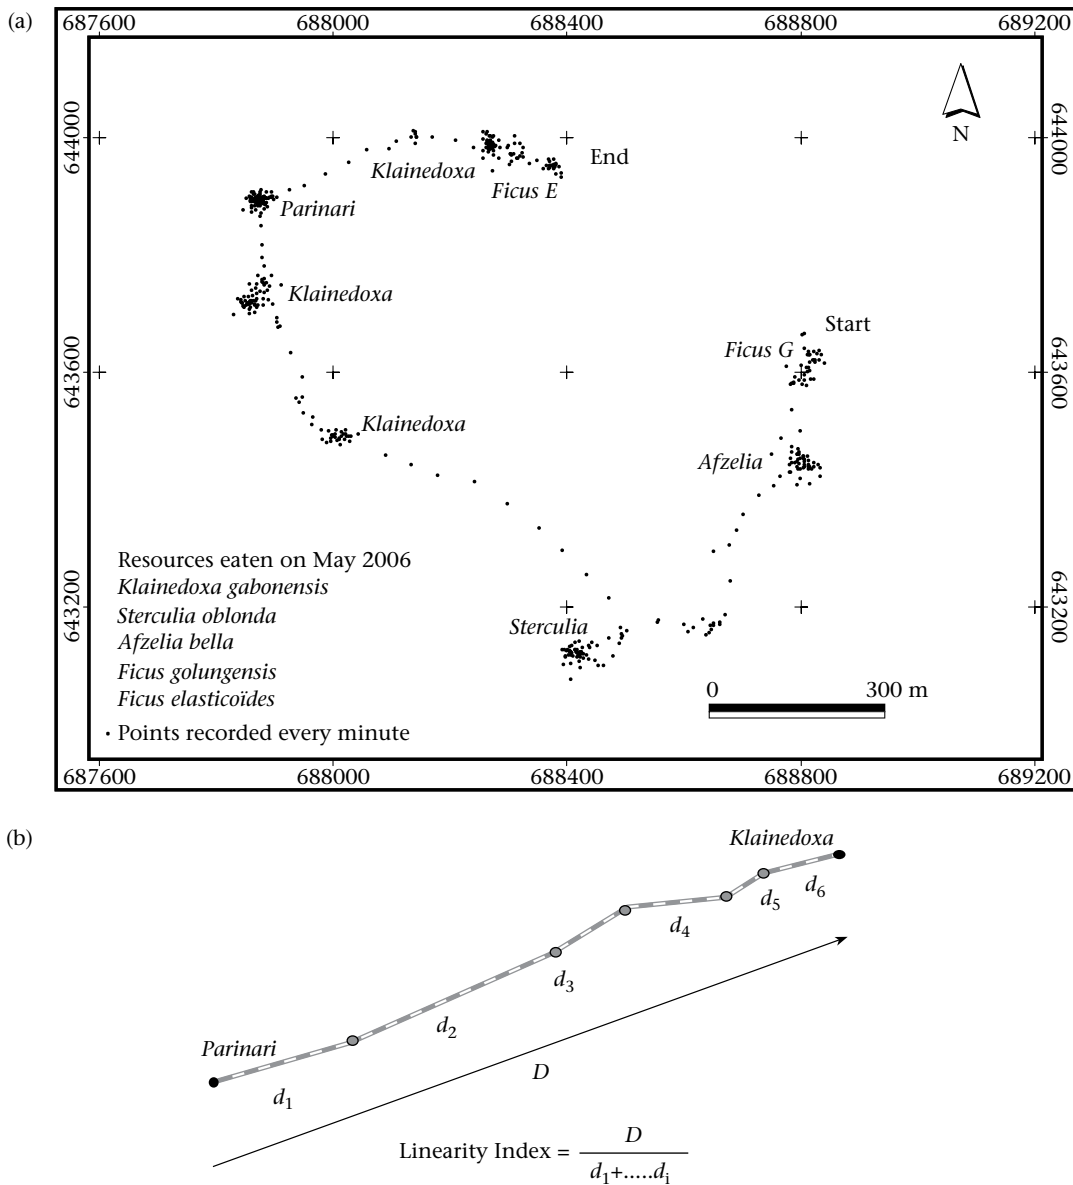 (a)
687600 688000 688400 688800 689200
644000
643600
643200
644000
643600
643200
N
End
Klainedoxa
Ficus E
Parinari
Klainedoxa
Start
Ficus G
Klainedoxa
Afzelia
Sterculia
Resources eaten on May 2006
Klainedoxa gabonensis
Sterculia oblonda
Afzelia bella
Ficus golungensis
Ficus elasticoïdes
· Points recorded every minute
0 300 m
687600 688000 688400 688800 689200
(b)
Klainedoxa
d6
d5
d4
d3
d2
Parinari
d1
D
Linearity Index = D
d1+.....di